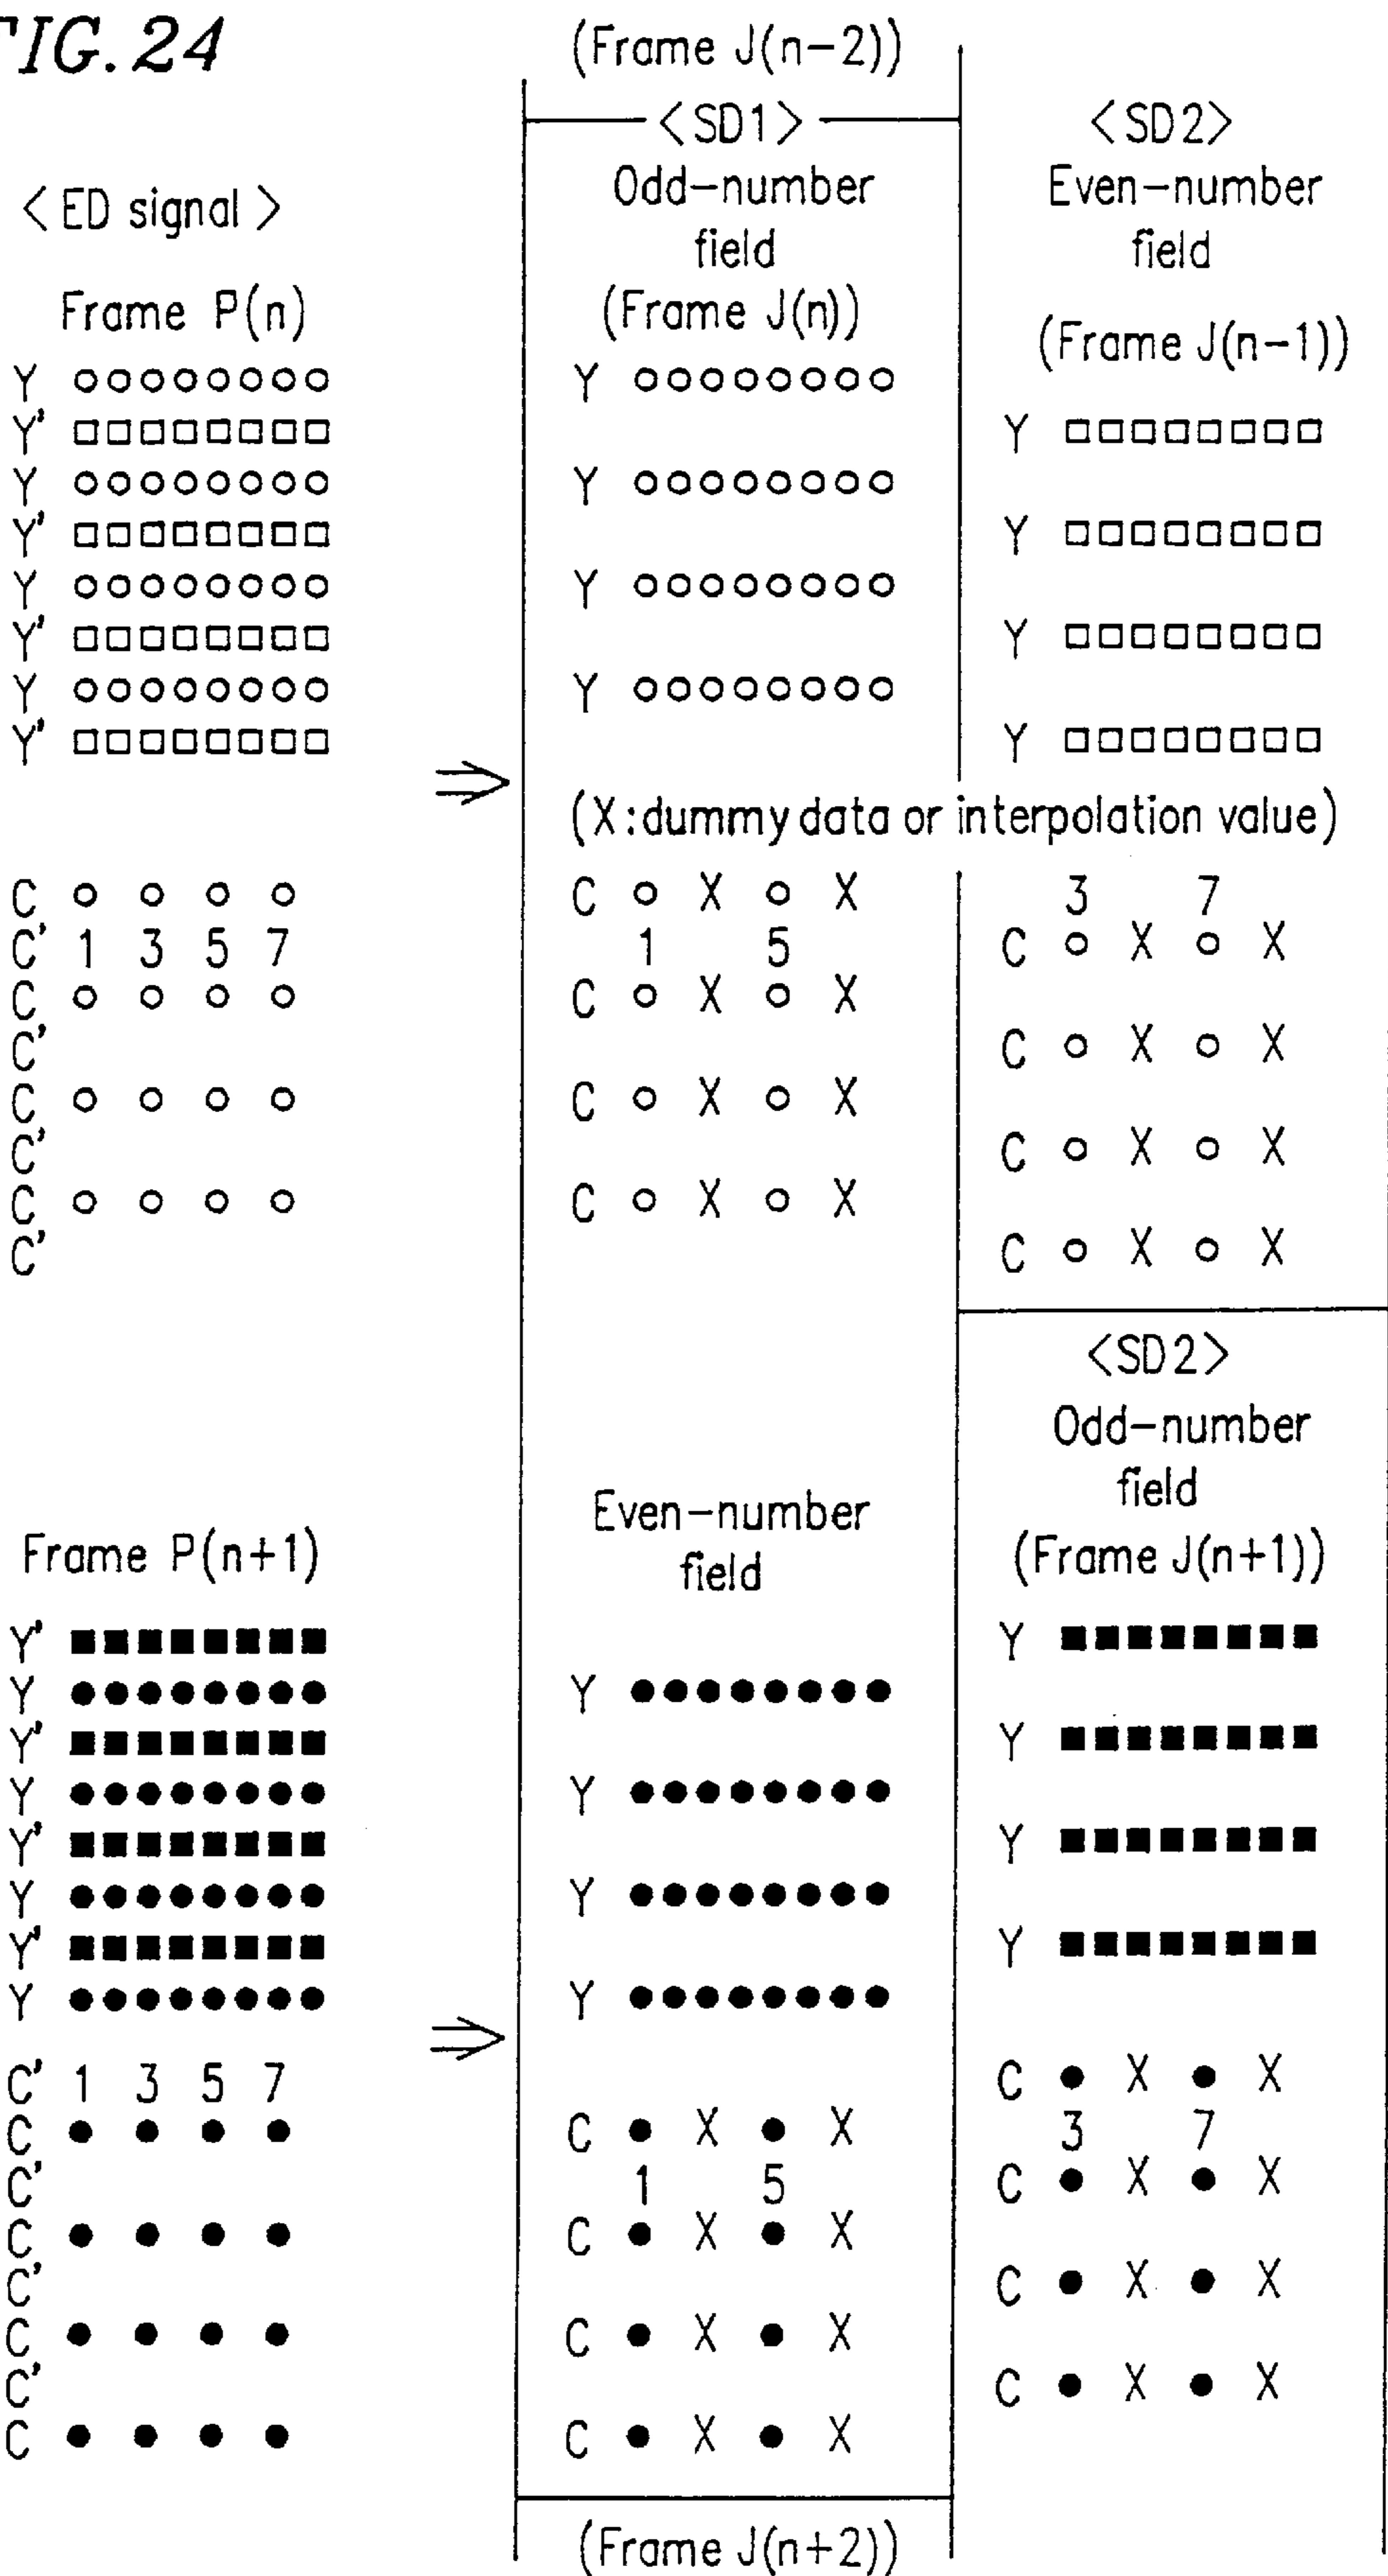 FIG. 24
(Frame J(n-2))
<SD1>
<SD2>
<ED signal>
Odd-number
field
Even-number
field
Frame P(n)
(Frame J(n))
(Frame J(n-1))
Y
Y'
Y
Y'
Y
Y'
Y
Y'
Y
Y
Y
Y
Y
Y
Y
Y
(X:dummy data or interpolation value)
C
C' 1 3 5 7
C
C'
C
C'
C
C'
C X X
1 5
C X X
C X X
C X X
3 7
C X X
C X X
C X X
C X X
<SD2>
Odd-number
field
(Frame J(n+1))
Even-number
field
Frame P(n+1)
Y'
Y
Y'
Y
Y'
Y
Y'
Y
Y
Y
Y
Y
Y
Y
Y
Y
C' 1 3 5 7
C
C'
C
C'
C
C'
C
C X X
1 5
C X X
C X X
C X X
C X X
3 7
C X X
C X X
C X X
(Frame J(n+2))